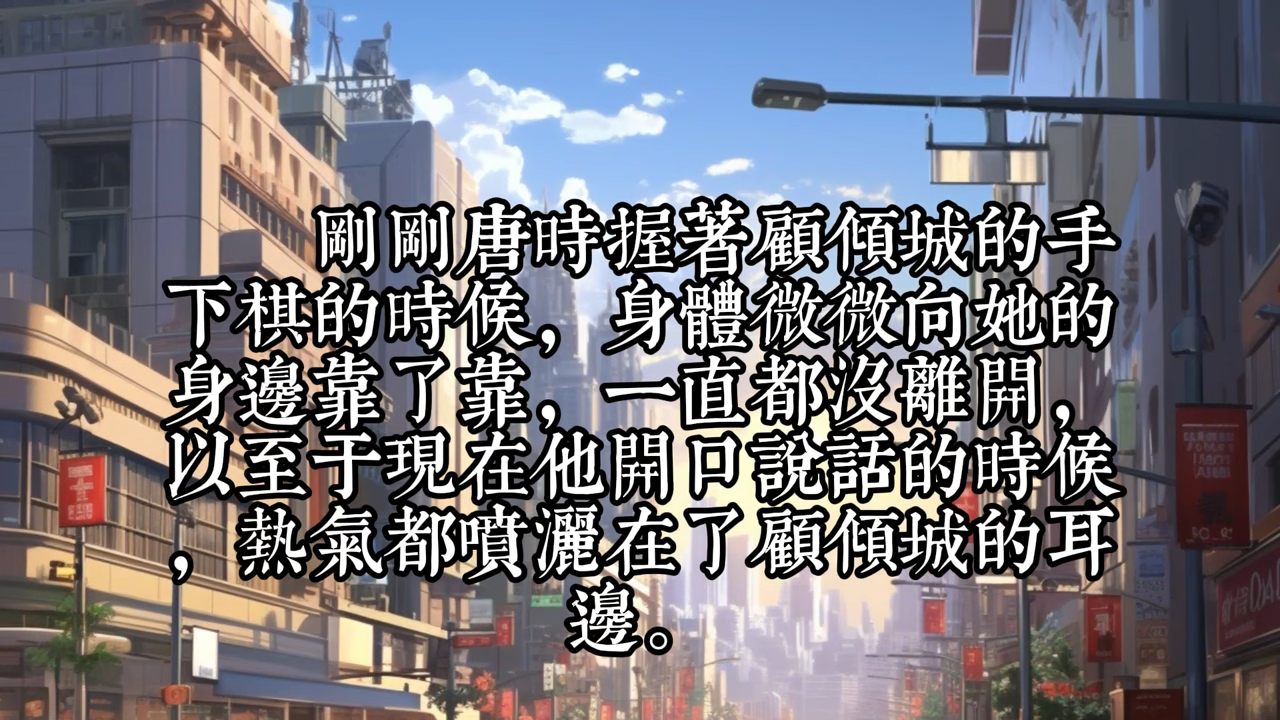 剛剛唐時握著顧傾城的手
下棋的時候，身體微微向她的
身邊靠了靠，一直都沒離開，
以至于現在他開口說話的時候
，熱氣都噴灑在了顧傾城的耳
邊。